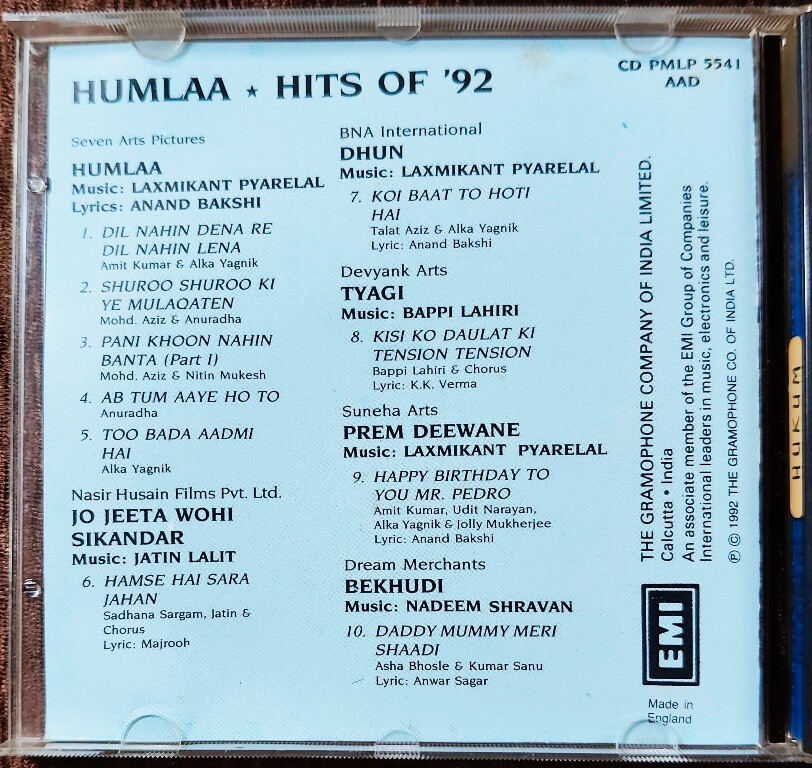 HUMLAA ★ HITS OF '92
CD PMLP 5541
AAD
Seven Arts Pictures
HUMLAA
Music: LAXMIKANT PYARELAL
Lyrics: ANAND BAKSHI
1. DIL NAHIN DENA RE
DIL NAHIN LENA
Amit Kumar & Alka Yagnik
2. SHUROO SHUROO KI
YE MULAQATEN
Mohd. Aziz & Anuradha
3. PANI KHOON NAHIN
BANTA (Part I)
Mohd. Aziz & Nitin Mukesh
4. AB TUM AAYE HO TO
Anuradha
5. TOO BADA AADMI
HAI
Alka Yagnik
Nasir Husain Films Pvt. Ltd.
JO JEETA WOHI
SIKANDAR
Music: JATIN LALIT
6. HAMSE HAI SARA
JAHAN
Sadhana Sargam, Jatin &
Chorus
Lyric: Majrooh
BNA International
DHUN
Music: LAXMIKANT PYARELAL
7. KOI BAAT TO HOTI
HAI
Talat Aziz & Alka Yagnik
Lyric: Anand Bakshi
Devyank Arts
TYAGI
Music: BAPPI LAHIRI
8. KISI KO DAULAT KI
TENSION TENSION
Bappi Lahiri & Chorus
Lyric: K.K. Verma
Suneha Arts
PREM DEEWANE
Music: LAXMIKANT PYARELAL
9. HAPPY BIRTHDAY TO
YOU MR. PEDRO
Amit Kumar, Udit Narayan,
Alka Yagnik & Jolly Mukherjee
Lyric: Anand Bakshi
Dream Merchants
BEKHUDI
Music: NADEEM SHRAVAN
10. DADDY MUMMY MERI
SHAADI
Asha Bhosle & Kumar Sanu
Lyric: Anwar Sagar
THE GRAMOPHONE COMPANY OF INDIA LIMITED.
Calcutta • India
An associate member of the EMI Group of Companies
International leaders in music, electronics and leisure.
℗ © 1992 THE GRAMOPHONE CO. OF INDIA LTD.
EMI
Made in
England
HUKUM